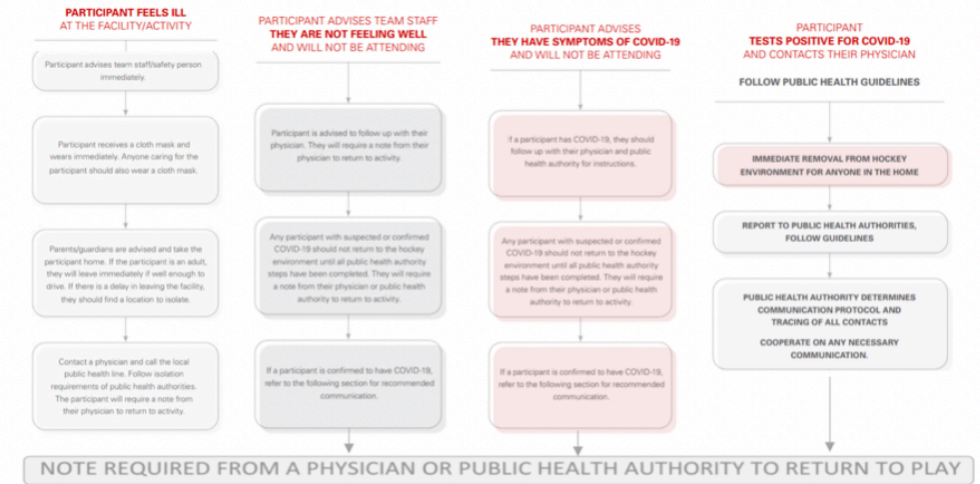 PARTICIPANT FEELS ILL
AT THE FACILITY/ACTIVITY
Participant advises team staff/safety person
immediately.
Participant receives a cloth mask and
wears immediately. Anyone caring for the
participant should also wear a cloth mask.
Parents/guardians are advised and take the
participant home. If the participant is an adult,
they will leave immediately if well enough to
drive. If there is a delay in leaving the facility,
they should find a location to isolate.
Contact a physician and call the local
public health line. Follow isolation
requirements of public health authorities.
The participant will require a note from
their physician to return to activity.
PARTICIPANT ADVISES TEAM STAFF
THEY ARE NOT FEELING WELL
AND WILL NOT BE ATTENDING
Participant is advised to follow up with their
physician. They will require a note from their
physician to return to activity.
Any participant with suspected or confirmed
COVID-19 should not return to the hockey
environment until all public health authority
steps have been completed. They will require
a note from their physician or public health
authority to return to activity.
If a participant is confirmed to have COVID-19,
refer to the following section for recommended
communication.
PARTICIPANT ADVISES
THEY HAVE SYMPTOMS OF COVID-19
AND WILL NOT BE ATTENDING
If a participant has COVID-19, they should
follow up with their physician and public
health authority for instructions.
Any participant with suspected or confirmed
COVID-19 should not return to the hockey
environment until all public health authority
steps have been completed. They will require
a note from their physician or public health
authority to return to activity.
If a participant is confirmed to have COVID-19,
refer to the following section for recommended
communication.
PARTICIPANT
TESTS POSITIVE FOR COVID-19
AND CONTACTS THEIR PHYSICIAN
FOLLOW PUBLIC HEALTH GUIDELINES
IMMEDIATE REMOVAL FROM HOCKEY
ENVIRONMENT FOR ANYONE IN THE HOME
REPORT TO PUBLIC HEALTH AUTHORITIES,
FOLLOW GUIDELINES
PUBLIC HEALTH AUTHORITY DETERMINES
COMMUNICATION PROTOCOL AND
TRACING OF ALL CONTACTS
COOPERATE ON ANY NECESSARY
COMMUNICATION.
NOTE REQUIRED FROM A PHYSICIAN OR PUBLIC HEALTH AUTHORITY TO RETURN TO PLAY